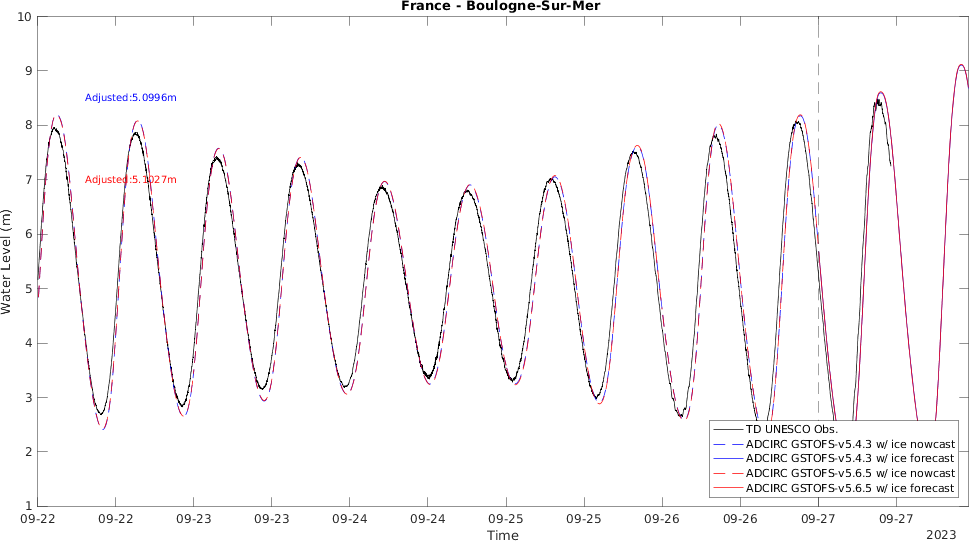 France - Boulogne-Sur-Mer
10
9
8
7
6
5
4
3
2
1
Water Level (m)
Adjusted:5.0996m
Adjusted:5.1027m
TD UNESCO Obs.
ADCIRC GSTOFS-v5.4.3 w/ ice nowcast
ADCIRC GSTOFS-v5.4.3 w/ ice forecast
ADCIRC GSTOFS-v5.6.5 w/ ice nowcast
ADCIRC GSTOFS-v5.6.5 w/ ice forecast
09-22 09-22 09-23 09-23 09-24 09-24 09-25 09-25 09-26 09-26 09-27 09-27
Time
2023